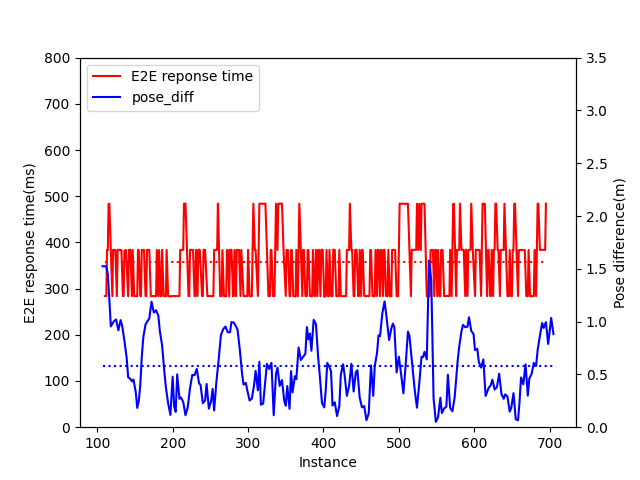 E2E reponse time
pose_diff
800
700
600
500
400
300
200
100
0
E2E response time(ms)
3.5
3.0
2.5
2.0
1.5
1.0
0.5
0.0
Pose difference(m)
100 200 300 400 500 600 700
Instance